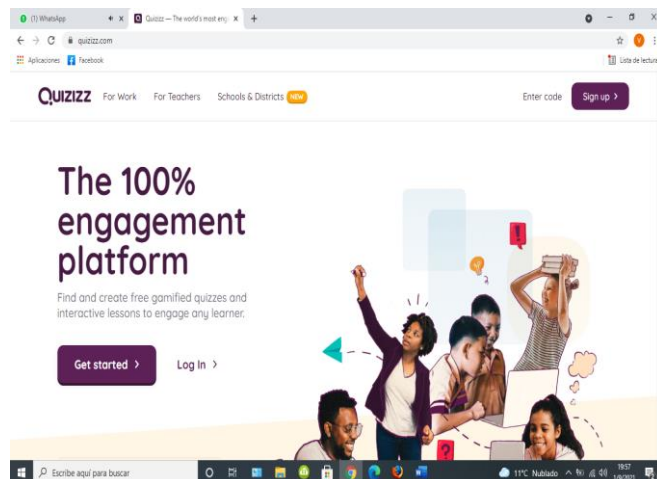 (1) WhatsApp
Quizizz — The world's most eng
quizizz.com
Aplicaciones
Facebook
Lista de lectura
QUIZIZZ
For Work
For Teachers
Schools & Districts
NEW
Enter code
Sign up >
The 100%
engagement
platform
Find and create free gamified quizzes and
interactive lessons to engage any learner.
Get started >
Log In >
Escribe aquí para buscar
11°C Nublado
19:57